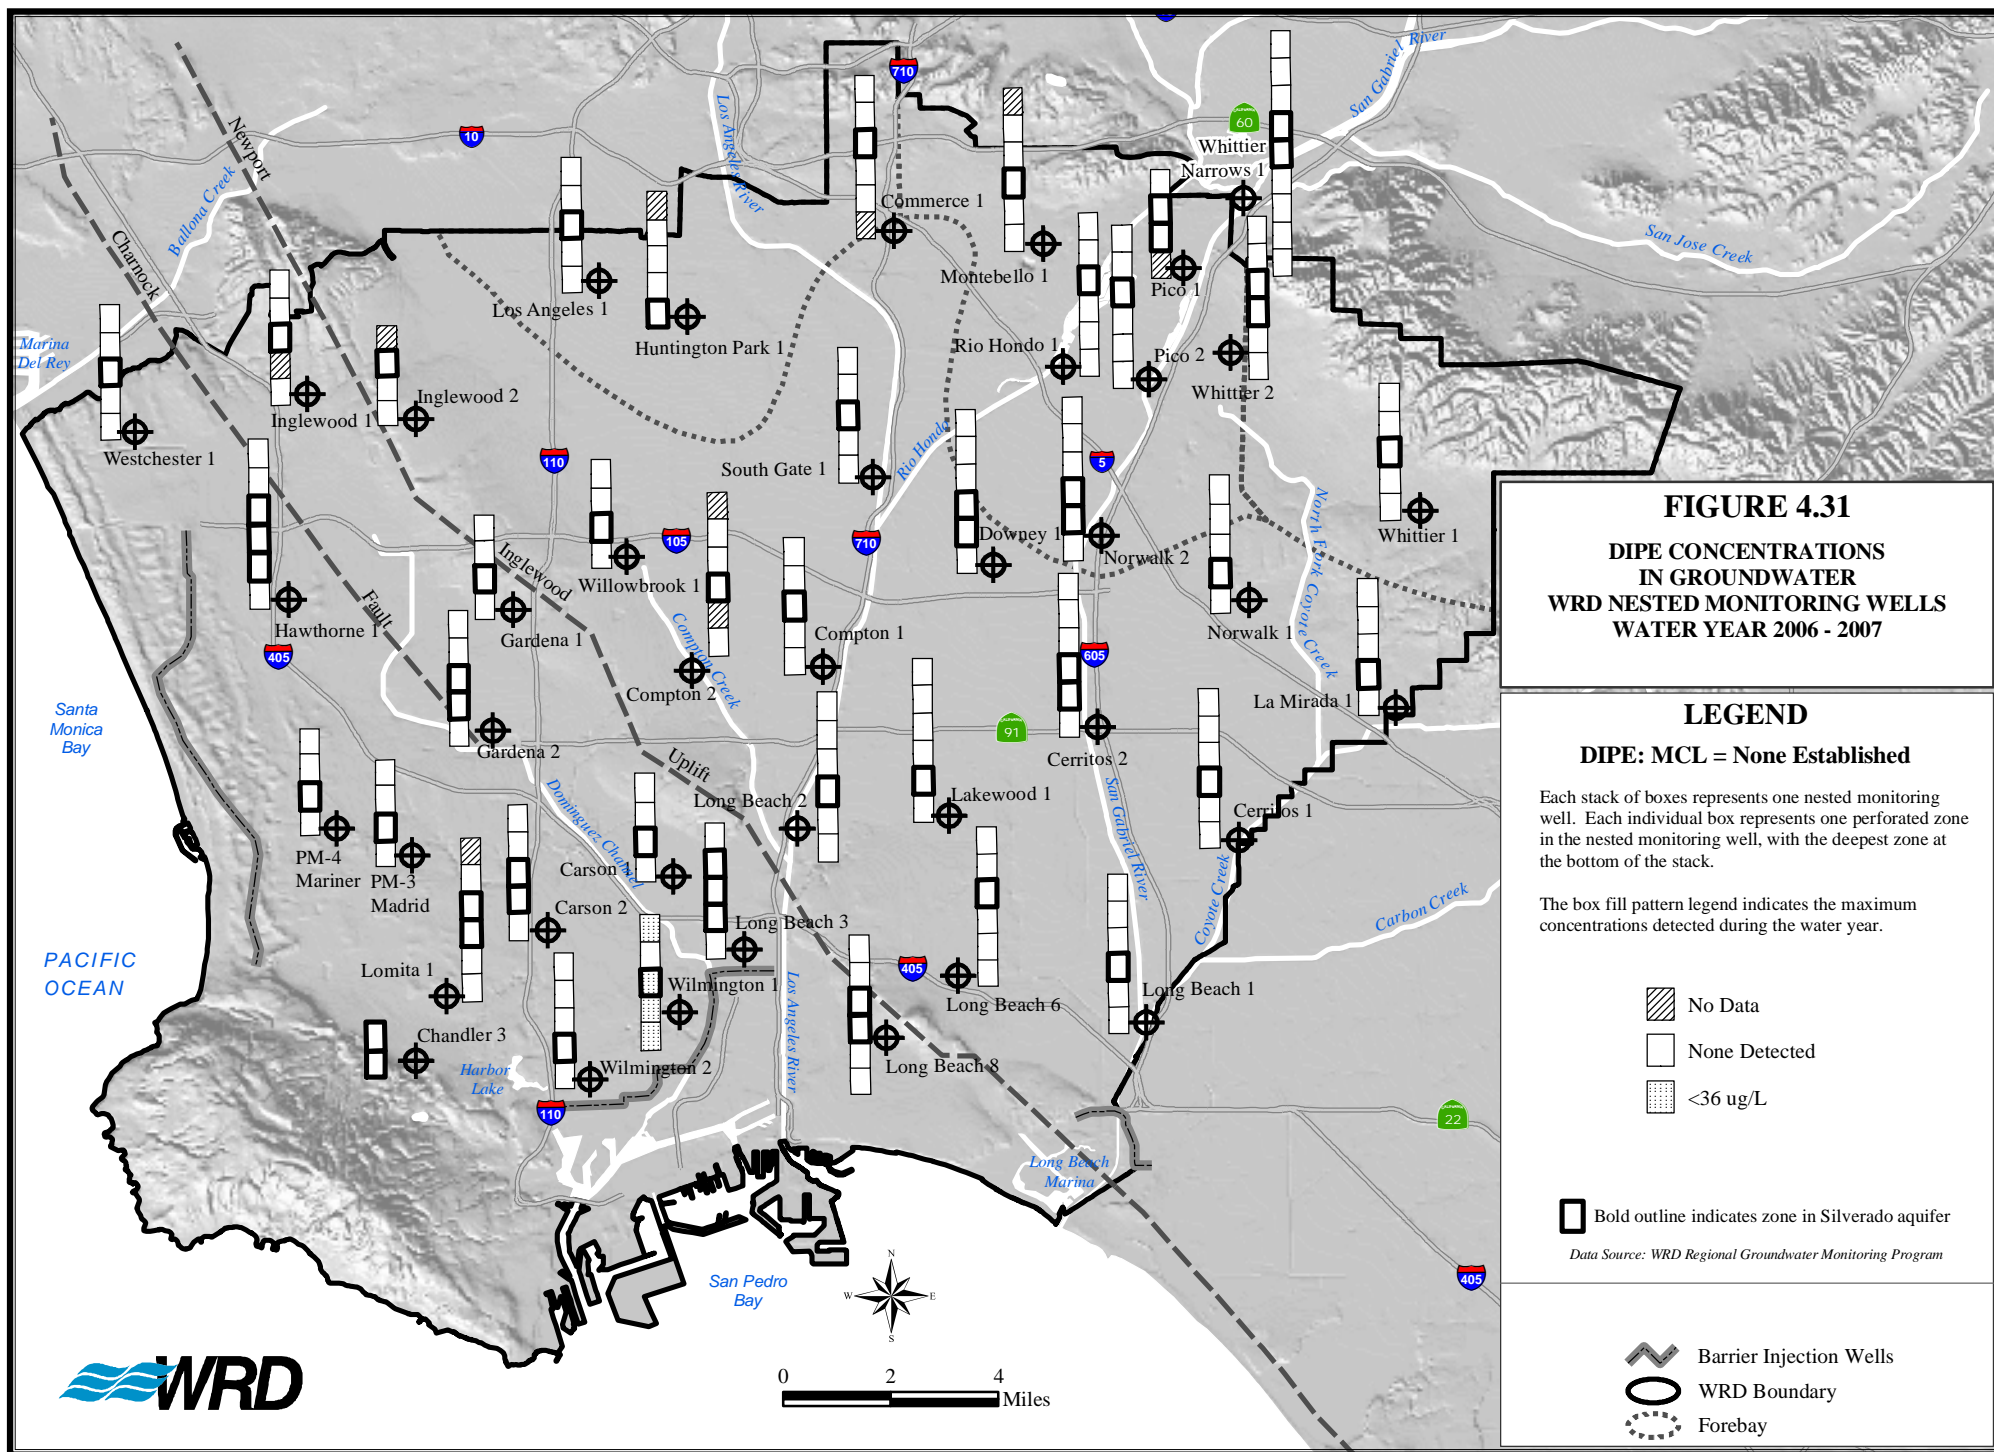 10
710
60
Whittier
Narrows 1
San Gabriel River
Los Angeles River
Newport
Ballona Creek
Charnock
Commerce 1
Montebello 1
Pico 1
San Jose Creek
Los Angeles 1
Huntington Park 1
Rio Hondo 1
Pico 2
Whittier 2
Marina
Del Rey
Inglewood 1
Inglewood 2
Westchester 1
110
South Gate 1
Rio Hondo
5
Whittier 1
North Fork Coyote Creek
105
710
Downey 1
Norwalk 2
Inglewood
Willowbrook 1
Hawthorne 1
Fault
Gardena 1
Compton 1
Compton Creek
Compton 2
Norwalk 1
405
605
La Mirada 1
Santa
Monica
Bay
Gardena 2
91
Cerritos 2
Uplift
Dominguez Channel
Long Beach 2
Lakewood 1
San Gabriel River
Cerritos 1
PM-4
Mariner
PM-3
Madrid
Carson 1
Carson 2
Long Beach 3
Coyote Creek
Carbon Creek
PACIFIC
OCEAN
Lomita 1
Wilmington 1
405
Long Beach 6
Long Beach 1
Los Angeles River
Chandler 3
Harbor
Lake
Wilmington 2
Long Beach 8
110
22
Long Beach
Marina
San Pedro
Bay
405
N
W
E
S
0 2 4
Miles
WRD
FIGURE 4.31
DIPE CONCENTRATIONS
IN GROUNDWATER
WRD NESTED MONITORING WELLS
WATER YEAR 2006 - 2007
LEGEND
DIPE: MCL = None Established
Each stack of boxes represents one nested monitoring
well. Each individual box represents one perforated zone
in the nested monitoring well, with the deepest zone at
the bottom of the stack.
The box fill pattern legend indicates the maximum
concentrations detected during the water year.
No Data
None Detected
<36 ug/L
Bold outline indicates zone in Silverado aquifer
Data Source: WRD Regional Groundwater Monitoring Program
Barrier Injection Wells
WRD Boundary
Forebay